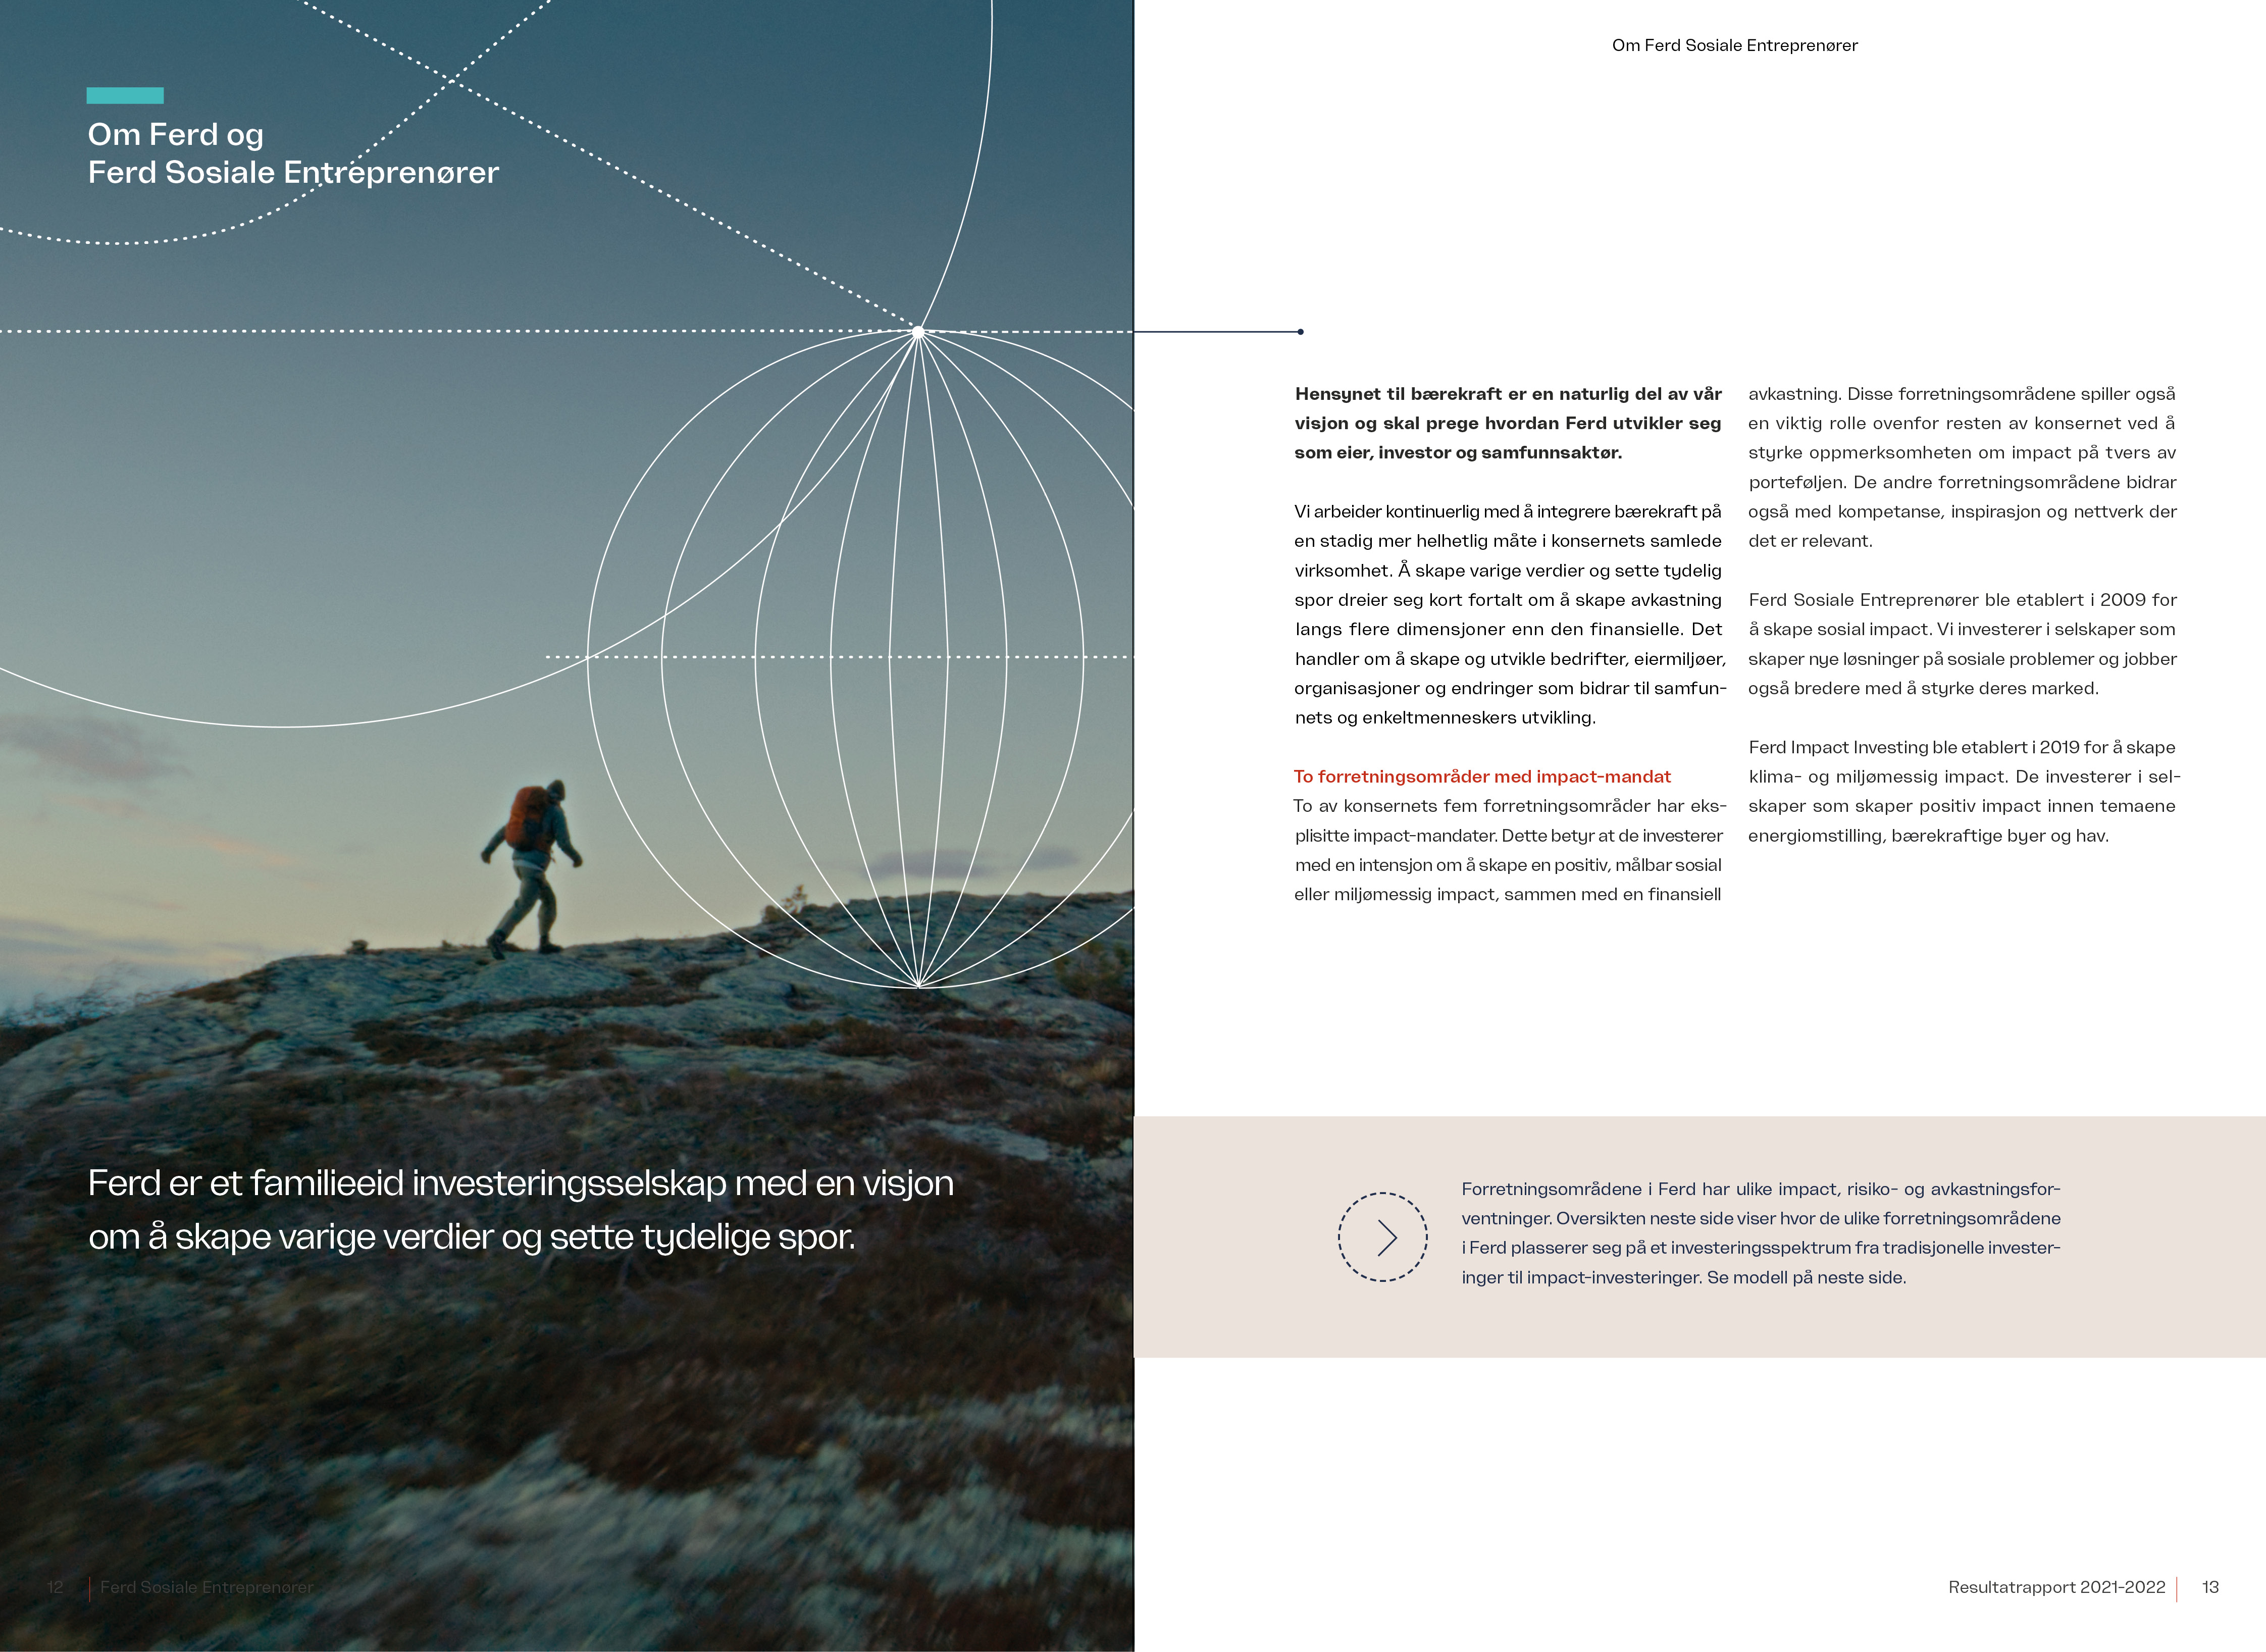 Om Ferd og
Ferd Sosiale Entreprenører
Ferd er et familieeid investeringsselskap med en visjon
om å skape varige verdier og sette tydelige spor.
12 Ferd Sosiale Entreprenører
Om Ferd Sosiale Entreprenører
Hensynet til bærekraft er en naturlig del av vår
visjon og skal prege hvordan Ferd utvikler seg
som eier, investor og samfunnsaktør.
Vi arbeider kontinuerlig med å integrere bærekraft på
en stadig mer helhetlig måte i konsernets samlede
virksomhet. Å skape varige verdier og sette tydelig
spor dreier seg kort fortalt om å skape avkastning
langs flere dimensjoner enn den finansielle. Det
handler om å skape og utvikle bedrifter, eiermiljøer,
organisasjoner og endringer som bidrar til samfun-
nets og enkeltmenneskers utvikling.
To forretningsområder med impact-mandat
To av konsernets fem forretningsområder har eks-
plisitte impact-mandater. Dette betyr at de investerer
med en intensjon om å skape en positiv, målbar sosial
eller miljømessig impact, sammen med en finansiell
avkastning. Disse forretningsområdene spiller også
en viktig rolle ovenfor resten av konsernet ved å
styrke oppmerksomheten om impact på tvers av
porteføljen. De andre forretningsområdene bidrar
også med kompetanse, inspirasjon og nettverk der
det er relevant.
Ferd Sosiale Entreprenører ble etablert i 2009 for
å skape sosial impact. Vi investerer i selskaper som
skaper nye løsninger på sosiale problemer og jobber
også bredere med å styrke deres marked.
Ferd Impact Investing ble etablert i 2019 for å skape
klima- og miljømessig impact. De investerer i sel-
skaper som skaper positiv impact innen temaene
energiomstilling, bærekraftige byer og hav.
Forretningsområdene i Ferd har ulike impact, risiko- og avkastningsfor-
ventninger. Oversikten neste side viser hvor de ulike forretningsområdene
i Ferd plasserer seg på et investeringsspektrum fra tradisjonelle invester-
inger til impact-investeringer. Se modell på neste side.
Resultatrapport 2021-2022 13